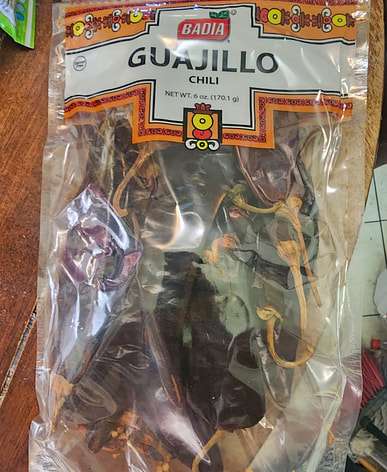 BADIA
GUAJILLO
CHILI
NET WT. 6 oz. (170.1 g)